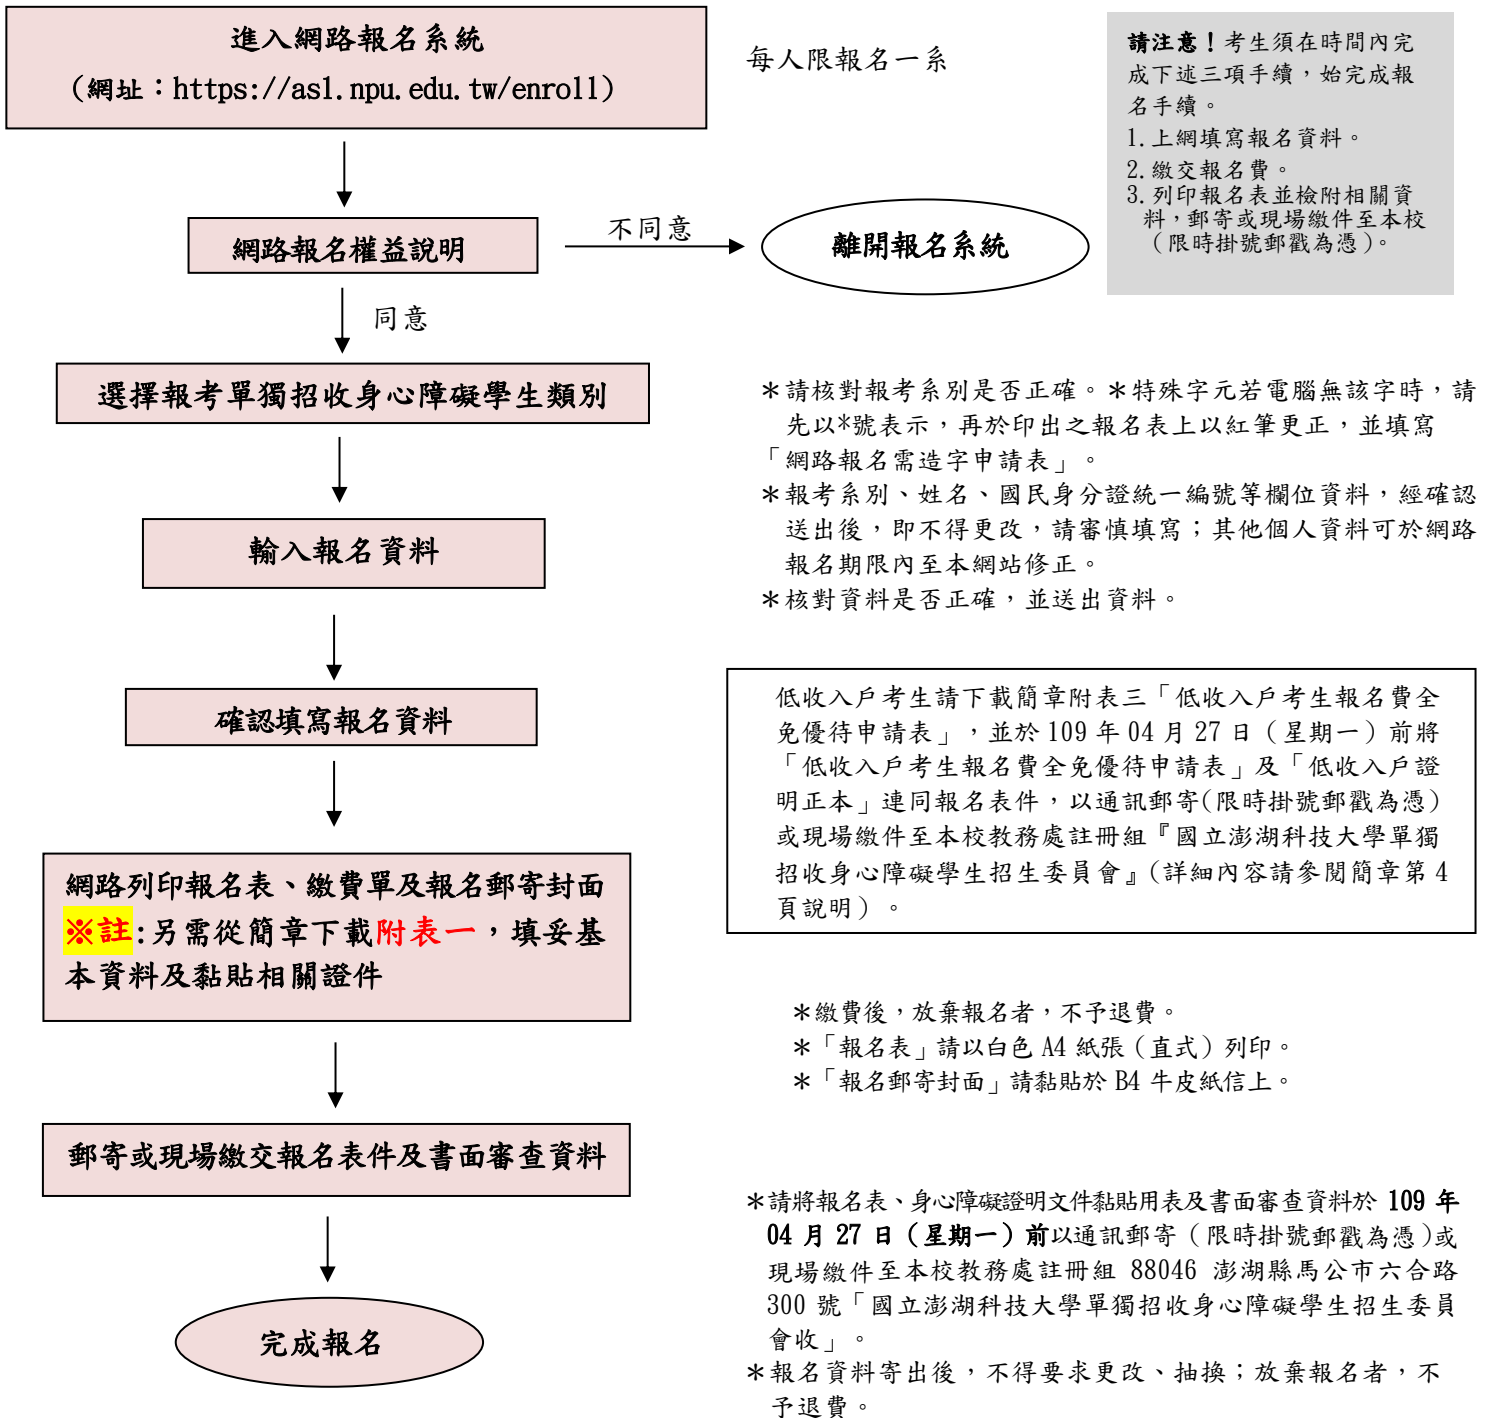 進入網路報名系統
(網址：https://as1.npu.edu.tw/enroll)
每人限報名一系
請注意！考生須在時間內完
成下述三項手續，始完成報
名手續。
1.上網填寫報名資料。
2.繳交報名費。
3.列印報名表並檢附相關資
料，郵寄或現場繳件至本校
（限時掛號郵戳為憑）。
網路報名權益說明
不同意
離開報名系統
同意
選擇報考單獨招收身心障礙學生類別
＊請核對報考系別是否正確。＊特殊字元若電腦無該字時，請
先以*號表示，再於印出之報名表上以紅筆更正，並填寫
「網路報名需造字申請表」。
＊報考系別、姓名、國民身分證統一編號等欄位資料，經確認
送出後，即不得更改，請審慎填寫；其他個人資料可於網路
報名期限內至本網站修正。
＊核對資料是否正確，並送出資料。
輸入報名資料
確認填寫報名資料
低收入戶考生請下載簡章附表三「低收入戶考生報名費全
免優待申請表」，並於 109 年 04 月 27 日（星期一）前將
「低收入戶考生報名費全免優待申請表」及「低收入戶證
明正本」連同報名表件，以通訊郵寄(限時掛號郵戳為憑)
或現場繳件至本校教務處註冊組『國立澎湖科技大學單獨
招收身心障礙學生招生委員會』(詳細內容請參閱簡章第 4
頁說明）。
網路列印報名表、繳費單及報名郵寄封面
※註:另需從簡章下載附表一，填妥基
本資料及黏貼相關證件
＊繳費後，放棄報名者，不予退費。
＊「報名表」請以白色 A4 紙張（直式）列印。
＊「報名郵寄封面」請黏貼於 B4 牛皮紙信上。
郵寄或現場繳交報名表件及書面審查資料
＊請將報名表、身心障礙證明文件黏貼用表及書面審查資料於 109 年
04 月 27 日（星期一）前以通訊郵寄（限時掛號郵戳為憑)或
現場繳件至本校教務處註冊組 88046 澎湖縣馬公市六合路
300 號「國立澎湖科技大學單獨招收身心障礙學生招生委員
會收」。
＊報名資料寄出後，不得要求更改、抽換；放棄報名者，不
予退費。
完成報名